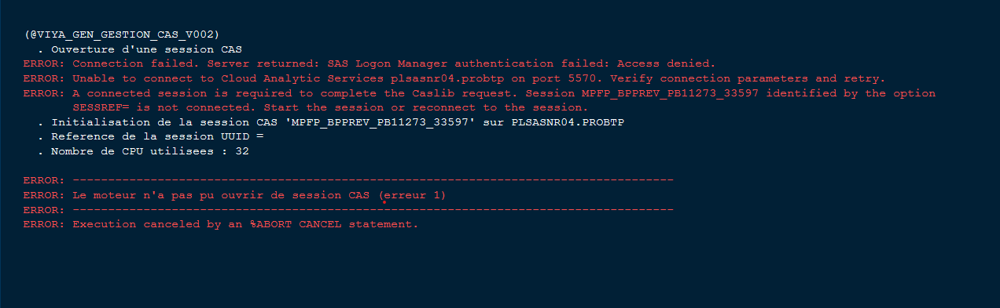 (@VIYA_GEN_GESTION_CAS_V002)
. Ouverture d'une session CAS
ERROR: Connection failed. Server returned: SAS Logon Manager authentication failed: Access denied.
ERROR: Unable to connect to Cloud Analytic Services plsasnr04.probtp on port 5570. Verify connection parameters and retry.
ERROR: A connected session is required to complete the Caslib request. Session MPFP_BPPREV_PB11273_33597 identified by the option
SESSREF= is not connected. Start the session or reconnect to the session.
. Initialisation de la session CAS 'MPFP_BPPREV_PB11273_33597' sur PLSASNR04.PROBTP
. Reference de la session UUID =
. Nombre de CPU utilisees : 32
ERROR: -------------------------------------------------------------------------------------
ERROR: Le moteur n'a pas pu ouvrir de session CAS (erreur 1)
ERROR: -------------------------------------------------------------------------------------
ERROR: Execution canceled by an %ABORT CANCEL statement.